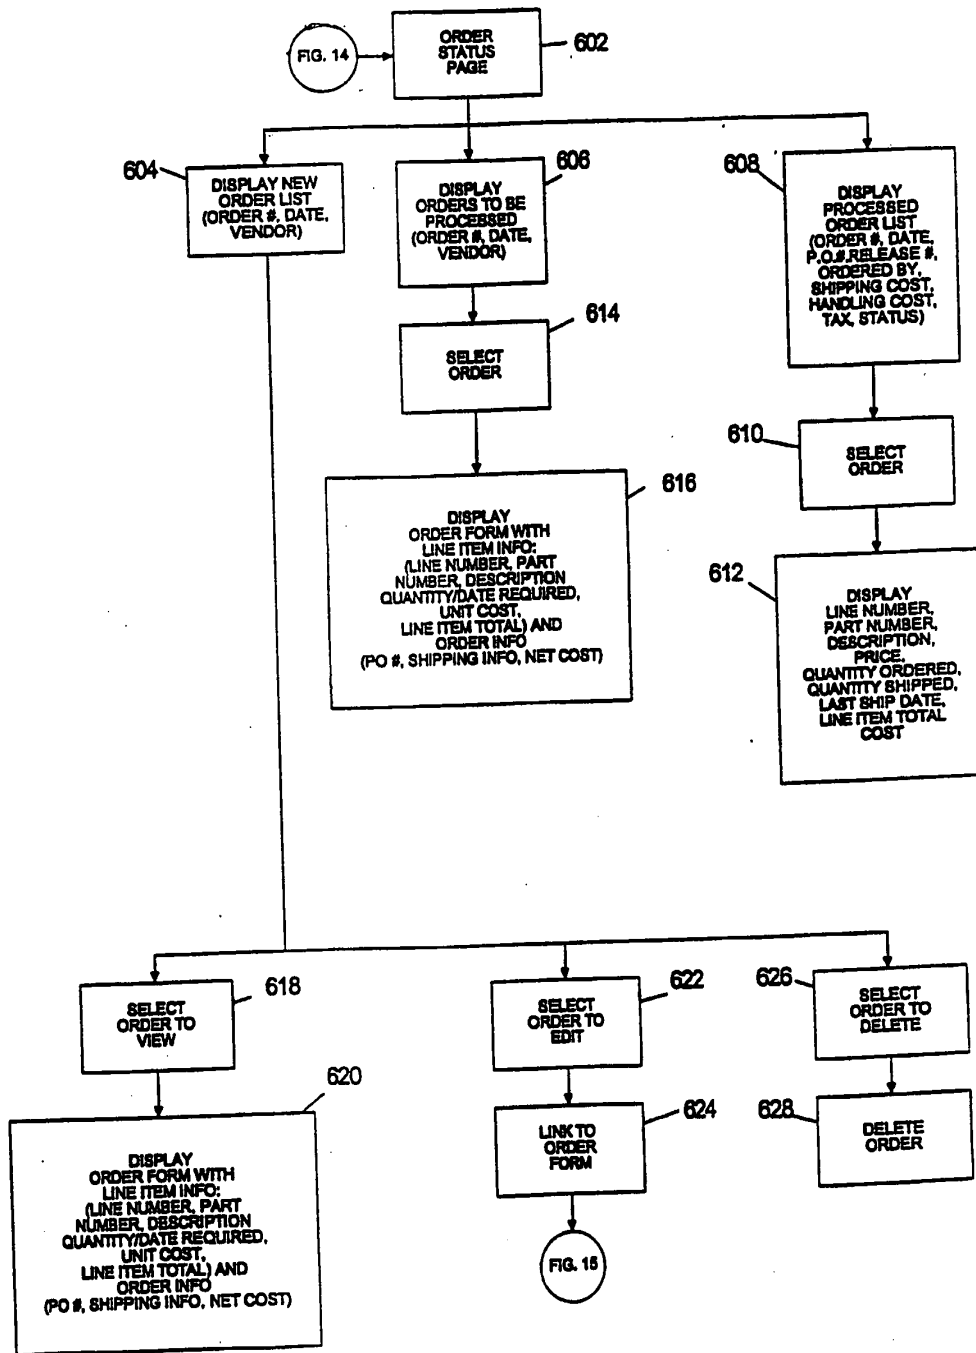 FIG. 14
ORDER
STATUS
PAGE
602
604
DISPLAY NEW
ORDER LIST
(ORDER #, DATE,
VENDOR)
606
DISPLAY
ORDERS TO BE
PROCESSED
(ORDER #, DATE,
VENDOR)
608
DISPLAY
PROCESSED
ORDER LIST
(ORDER #, DATE,
P.O.#.RELEASE #,
ORDERED BY,
SHIPPING COST,
HANDLING COST,
TAX, STATUS)
614
SELECT
ORDER
610
SELECT
ORDER
616
DISPLAY
ORDER FORM WITH
LINE ITEM INFO:
(LINE NUMBER, PART
NUMBER, DESCRIPTION
QUANTITY/DATE REQUIRED,
UNIT COST,
LINE ITEM TOTAL) AND
ORDER INFO
(PO #, SHIPPING INFO, NET COST)
612
DISPLAY
LINE NUMBER,
PART NUMBER,
DESCRIPTION,
PRICE,
QUANTITY ORDERED,
QUANTITY SHIPPED,
LAST SHIP DATE,
LINE ITEM TOTAL
COST
618
SELECT
ORDER TO
VIEW
622
SELECT
ORDER TO
EDIT
626
SELECT
ORDER TO
DELETE
620
DISPLAY
ORDER FORM WITH
LINE ITEM INFO:
(LINE NUMBER, PART
NUMBER, DESCRIPTION
QUANTITY/DATE REQUIRED,
UNIT COST,
LINE ITEM TOTAL) AND
ORDER INFO
(PO #, SHIPPING INFO, NET COST)
624
LINK TO
ORDER
FORM
628
DELETE
ORDER
FIG. 15